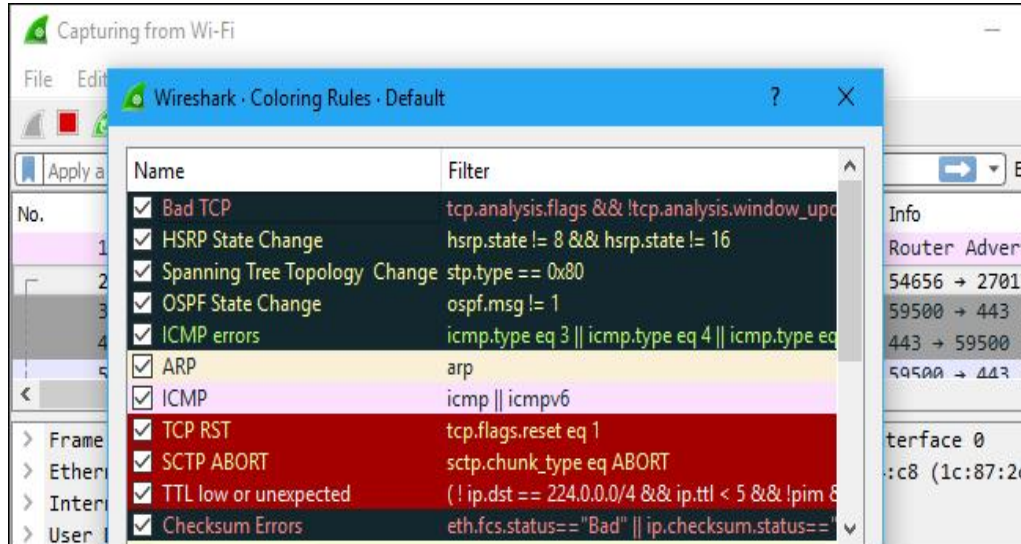 Capturing from Wi-Fi
File Edit
Wireshark · Coloring Rules · Default ? X
Apply a
Name Filter
No. Info
Bad TCP tcp.analysis.flags && !tcp.analysis.window_upd
HSRP State Change hsrp.state != 8 && hsrp.state != 16
1 Router Adver
Spanning Tree Topology Change stp.type == 0x80
2 54656 → 2701
OSPF State Change ospf.msg != 1
3 59500 → 443
ICMP errors icmp.type eq 3 || icmp.type eq 4 || icmp.type eq
4 443 → 59500
ARP arp
5 59500 → 443
ICMP icmp || icmpv6
TCP RST tcp.flags.reset eq 1
Frame terface 0
SCTP ABORT sctp.chunk_type eq ABORT
Ether :c8 (1c:87:2
TTL low or unexpected ( ! ip.dst == 224.0.0.0/4 && ip.ttl < 5 && !pim &
Inter
Checksum Errors eth.fcs.status=="Bad" || ip.checksum.status=="
User